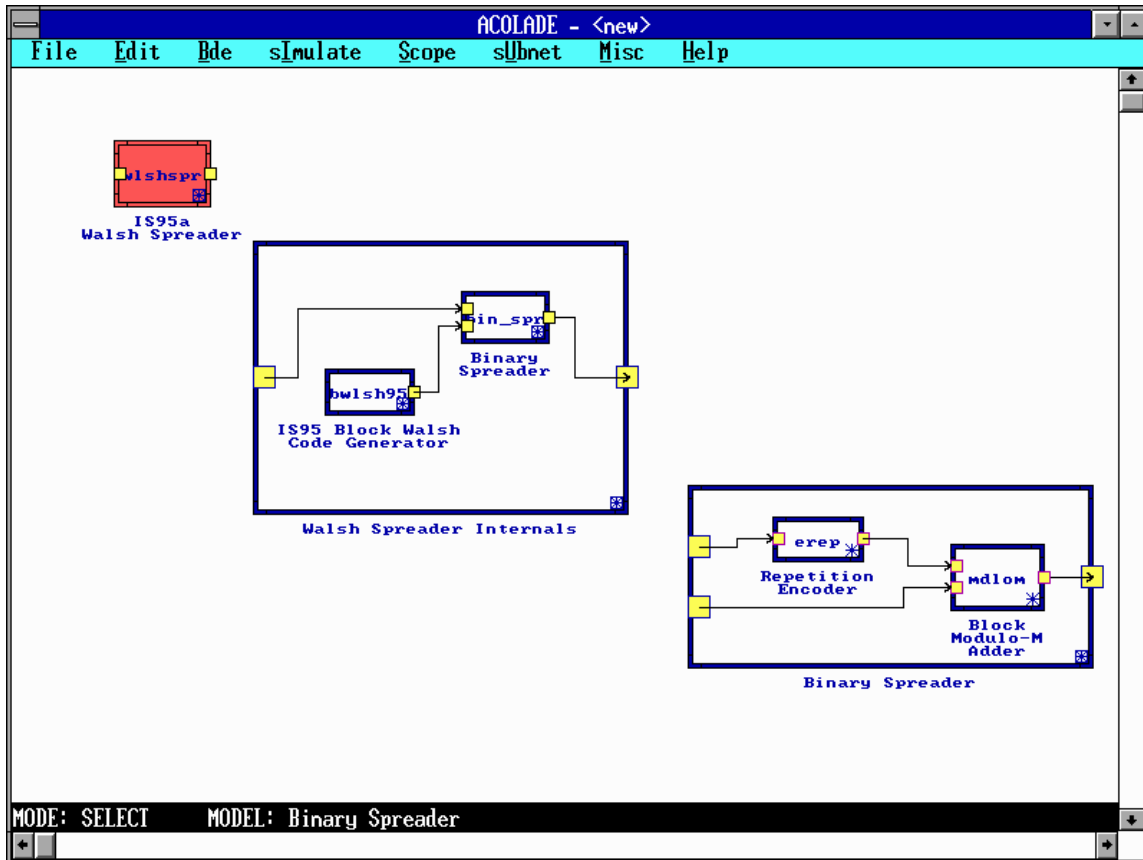 ACOLADE - <new>
File Edit Bde sImulate Scope sUbnet Misc Help
wlshspr
IS95a
Walsh Spreader
bin_spr
Binary
Spreader
bwlsh95
IS95 Block Walsh
Code Generator
Walsh Spreader Internals
erep
Repetition
Encoder
mdlom
Block
Modulo-M
Adder
Binary Spreader
MODE: SELECT MODEL: Binary Spreader